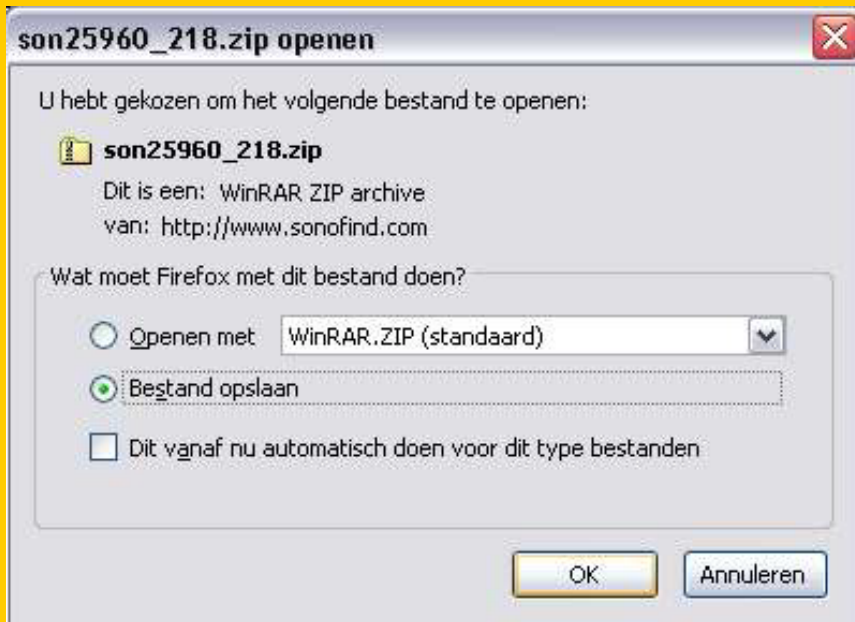 son25960_218.zip openen
U hebt gekozen om het volgende bestand te openen:
son25960_218.zip
Dit is een: WinRAR ZIP archive
van: http://www.sonofind.com
Wat moet Firefox met dit bestand doen?
Openen met WinRAR.ZIP (standaard)
Bestand opslaan
Dit vanaf nu automatisch doen voor dit type bestanden
OK Annuleren